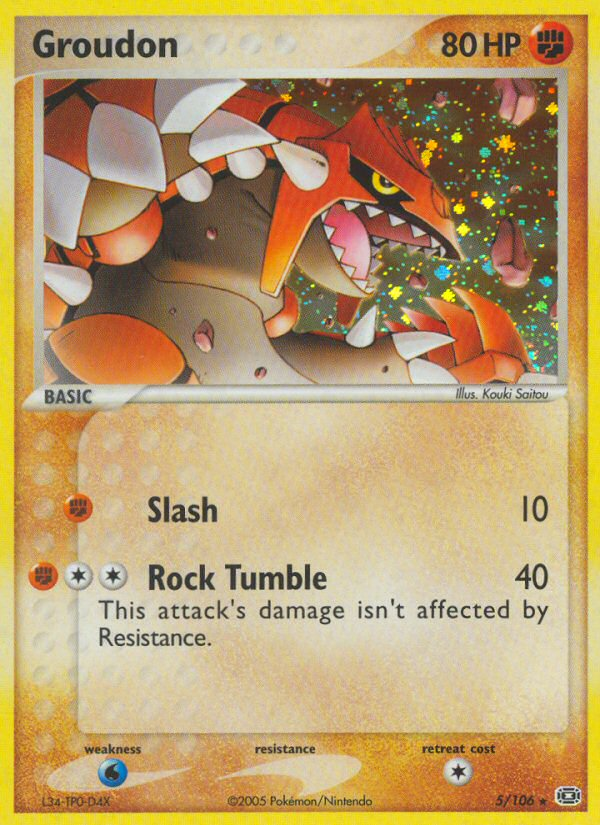 Groudon 80 HP
BASIC
Illus. Kouki Saitou
Slash 10
Rock Tumble 40
This attack's damage isn't affected by
Resistance.
weakness resistance retreat cost
L34-TP0-D4X ©2005 Pokémon/Nintendo 5/106 ★